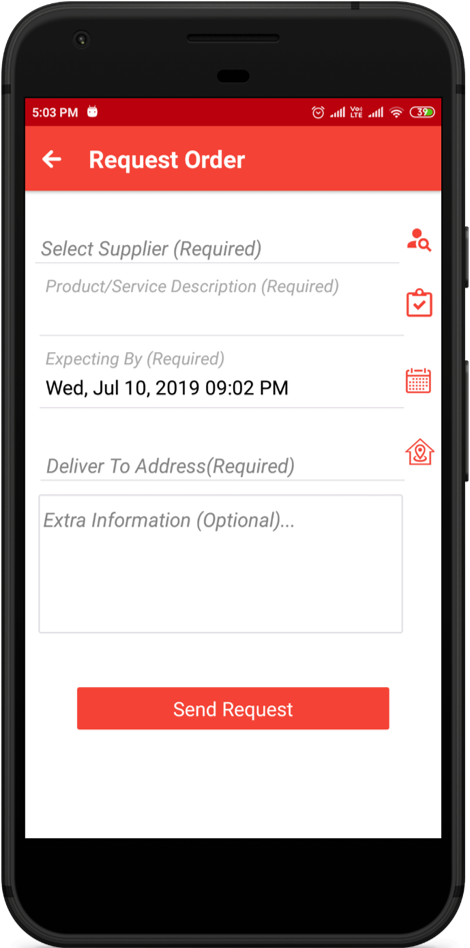 5:03 PM Vo) LTE 39
Request Order
Select Supplier (Required)
Product/Service Description (Required)
Expecting By (Required)
Wed, Jul 10, 2019 09:02 PM
Deliver To Address(Required)
Extra Information (Optional)...
Send Request